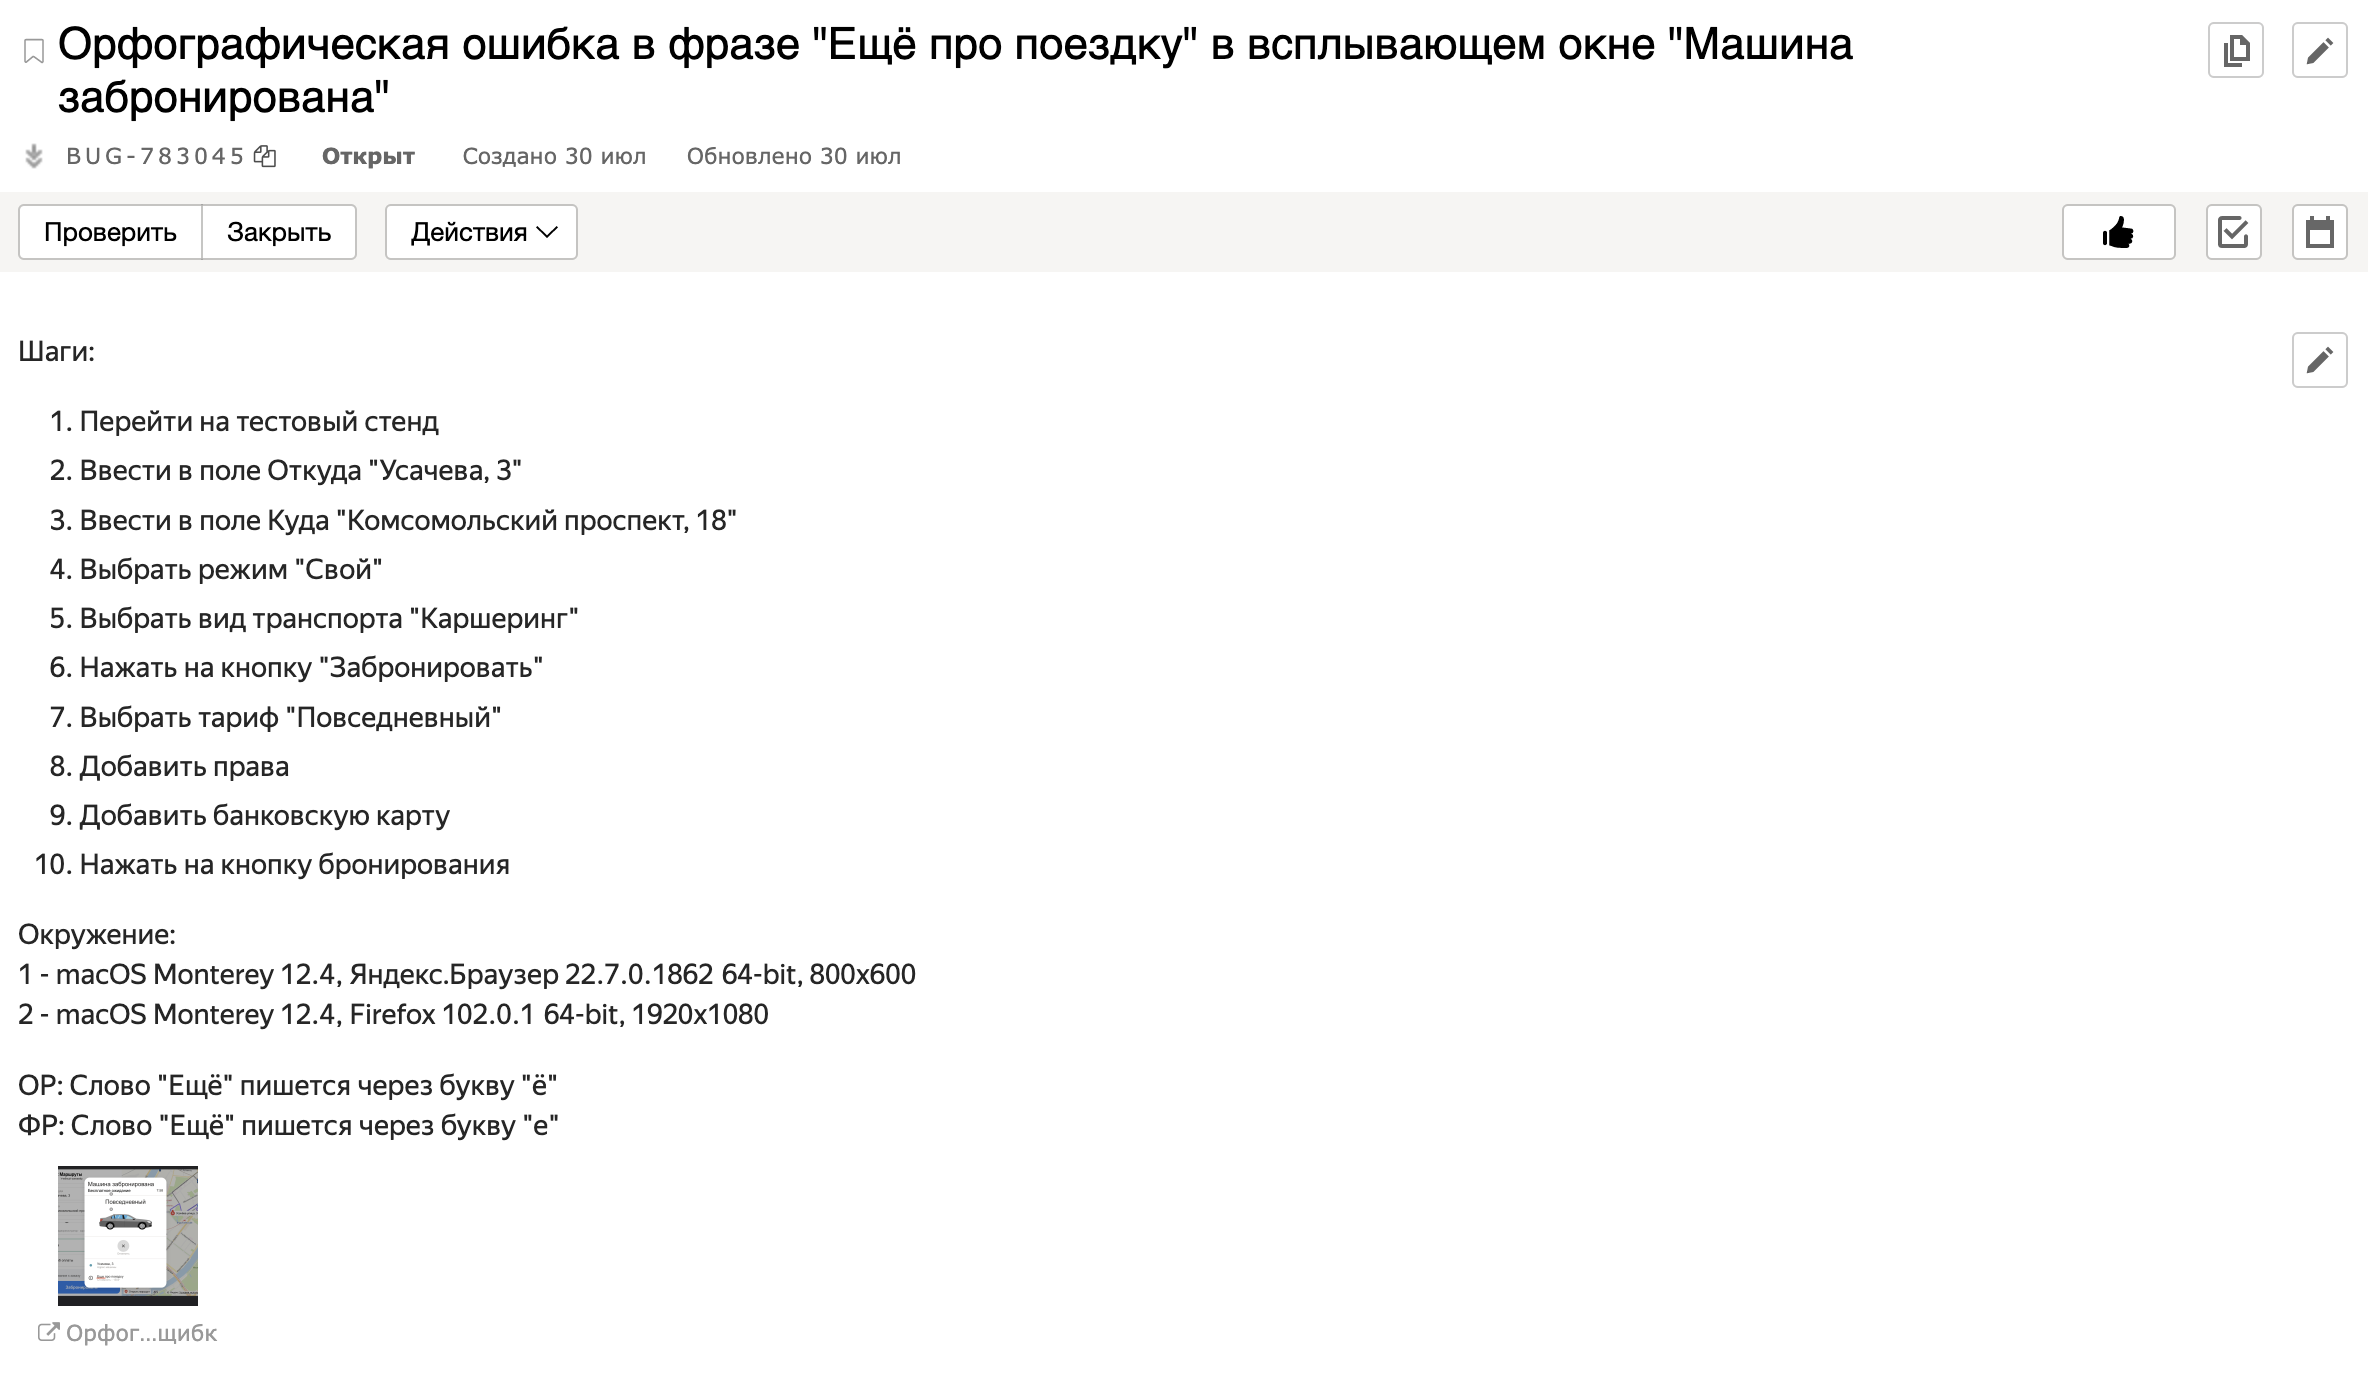 Орфографическая ошибка в фразе "Ещё про поездку" в всплывающем окне "Машина
забронирована"
BUG-783045 Открыт Создано 30 июл Обновлено 30 июл
Проверить Закрыть Действия
Шаги:
1. Перейти на тестовый стенд
2. Ввести в поле Откуда "Усачева, 3"
3. Ввести в поле Куда "Комсомольский проспект, 18"
4. Выбрать режим "Свой"
5. Выбрать вид транспорта "Каршеринг"
6. Нажать на кнопку "Забронировать"
7. Выбрать тариф "Повседневный"
8. Добавить права
9. Добавить банковскую карту
10. Нажать на кнопку бронирования
Окружение:
1 - macOS Monterey 12.4, Яндекс.Браузер 22.7.0.1862 64-bit, 800x600
2 - macOS Monterey 12.4, Firefox 102.0.1 64-bit, 1920x1080
ОР: Слово "Ещё" пишется через букву "ё"
ФР: Слово "Ещё" пишется через букву "е"
Маршруты
Машина забронирована
Бесплатное ожидание
Повседневный
Орфог...щибк